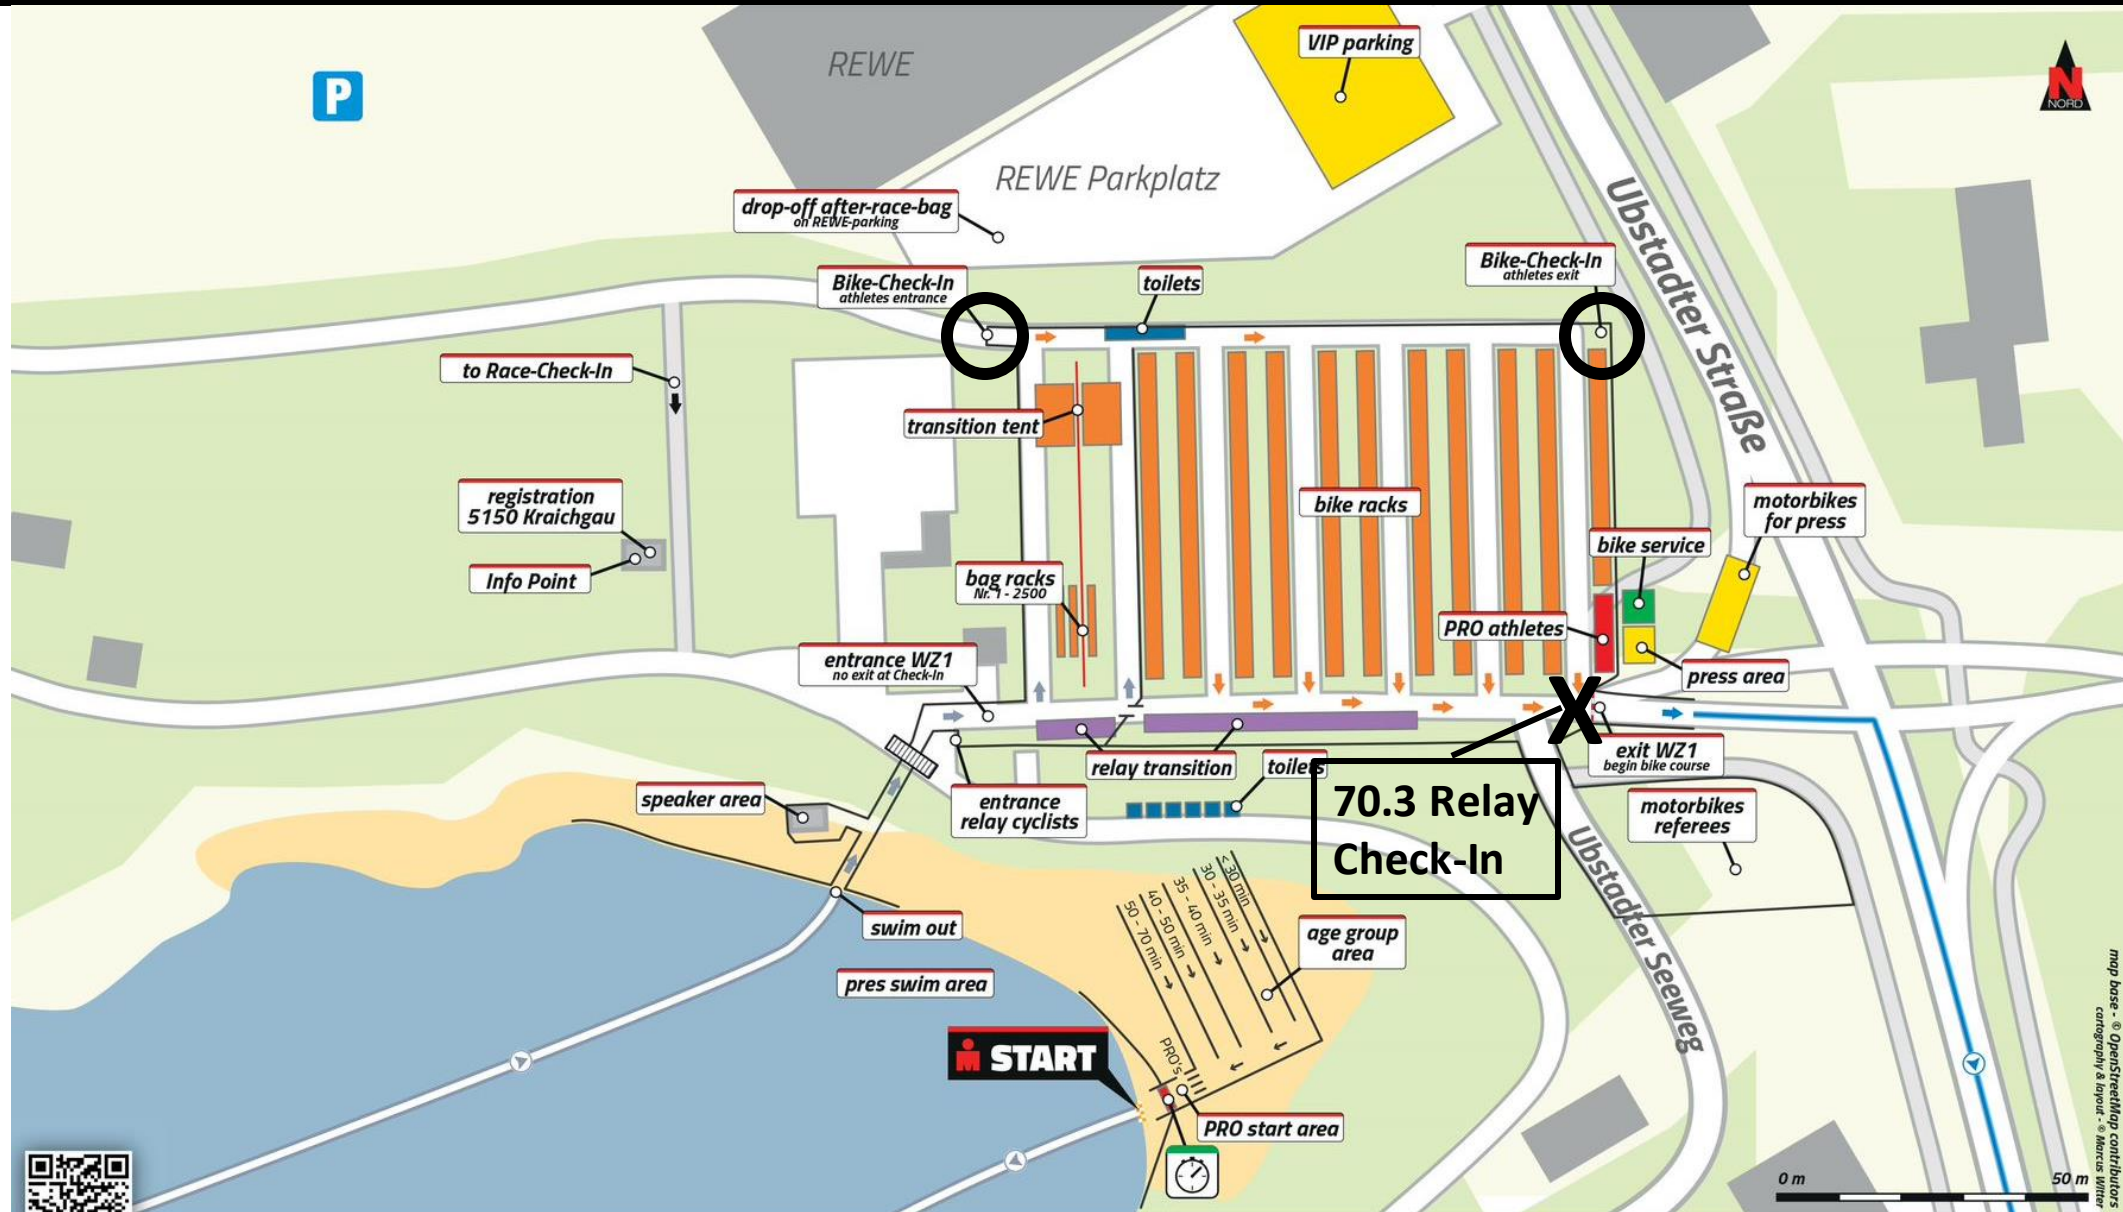 REWE
VIP parking
P
N
NORD
REWE Parkplatz
drop-off after-race-bag
on REWE-parking
Ubstadter Straße
Bike-Check-In
athletes entrance
toilets
Bike-Check-In
athletes exit
to Race-Check-In
transition tent
registration
5150 Kraichgau
Info Point
bike racks
motorbikes
for press
bike service
bag racks
Nr. 1 - 2500
PRO athletes
entrance WZ1
no exit at Check-In
press area
X
relay transition
toilets
exit WZ1
begin bike course
speaker area
entrance
relay cyclists
70.3 Relay
Check-In
motorbikes
referees
Ubstadter Seeweg
< 30 min
30 - 35 min
35 - 40 min
40 - 50 min
50 - 70 min
swim out
age group
area
pres swim area
START
PRO's
PRO start area
0 m
50 m
map base - © OpenStreetMap contributors
cartography & layout - © Marcus Witter